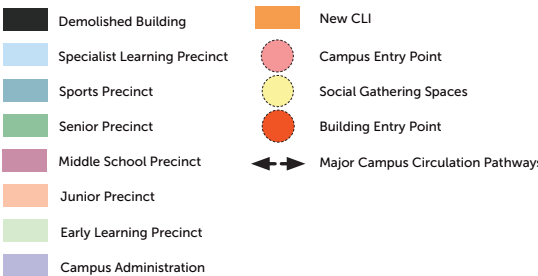 Demolished Building
Specialist Learning Precinct
Sports Precinct
Senior Precinct
Middle School Precinct
Junior Precinct
Early Learning Precinct
Campus Administration
New CLI
Campus Entry Point
Social Gathering Spaces
Building Entry Point
Major Campus Circulation Pathways